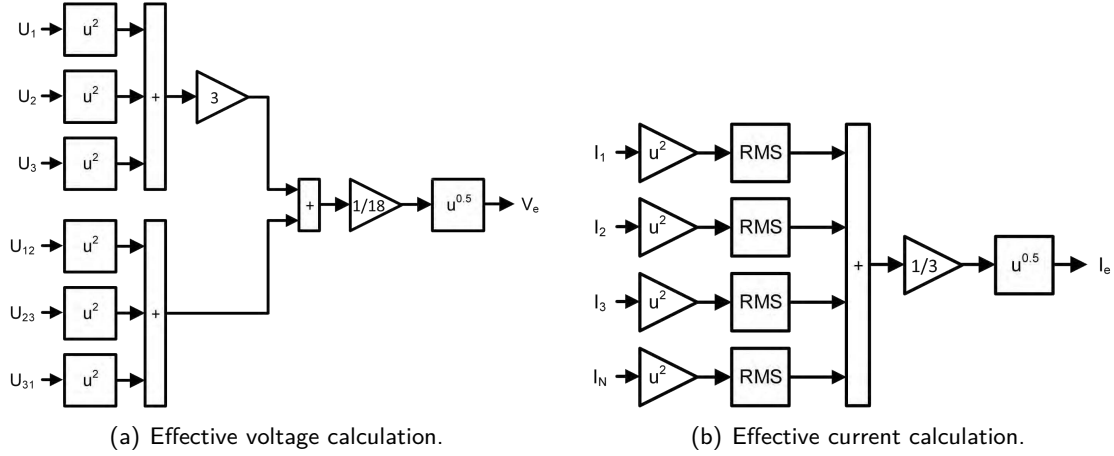 U₁ u²
U₂ u² + 3
U₃ u²
1/18 u⁰·⁵ Vₑ
+
U₁₂ u²
U₂₃ u² +
U₃₁ u²
(a) Effective voltage calculation.
I₁ u² RMS
I₂ u² RMS
+ 1/3 u⁰·⁵ Iₑ
I₃ u² RMS
I_N u² RMS
(b) Effective current calculation.